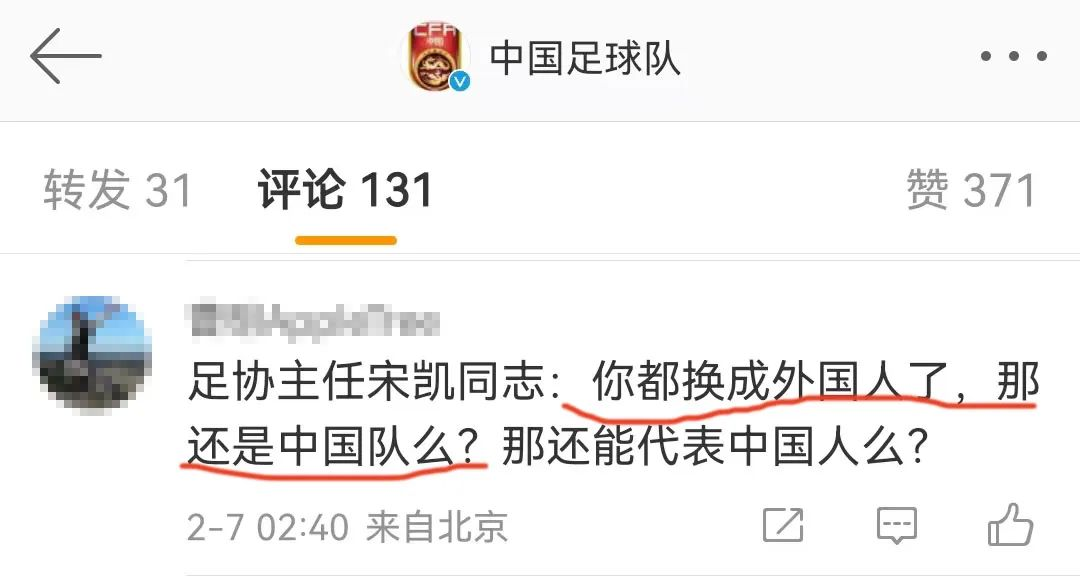 CFA
中国足球队
转发 31 评论 131 赞 371
足协主任宋凯同志：你都换成外国人了，那
还是中国队么？那还能代表中国人么？
2-7 02:40 来自北京